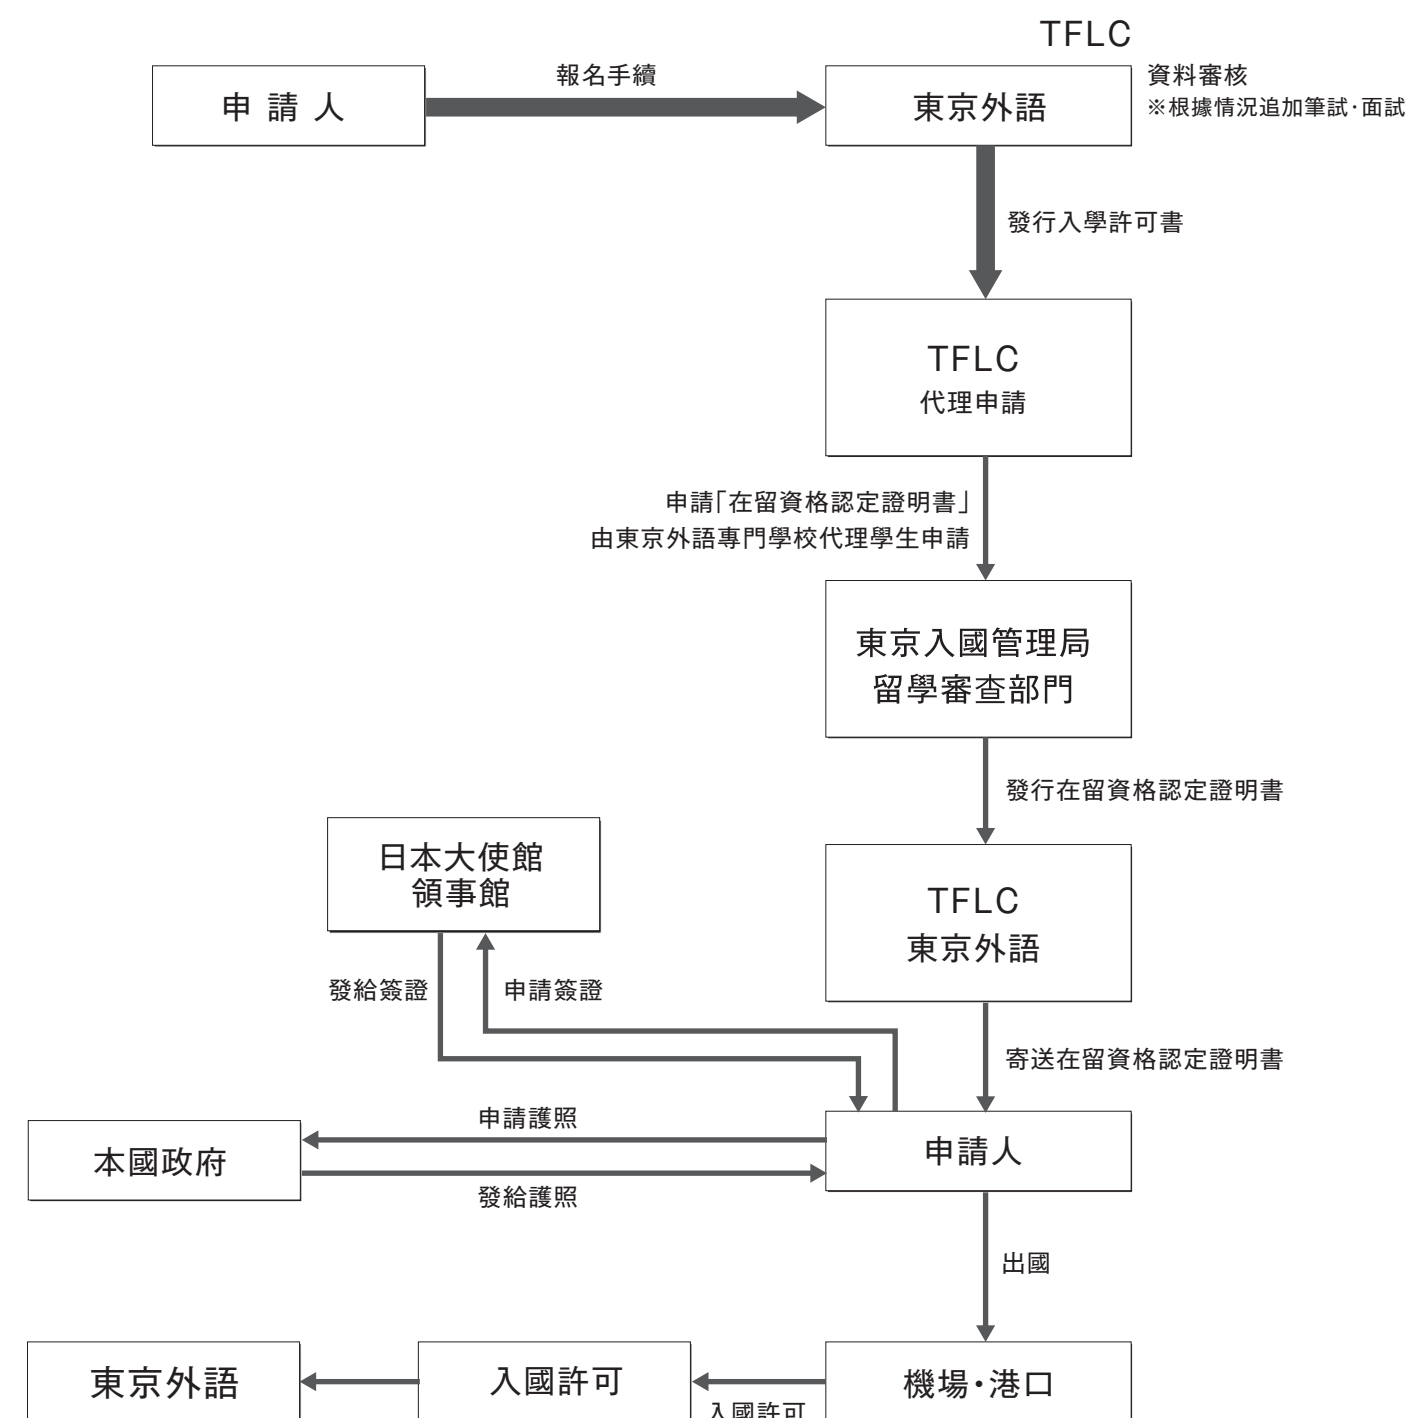 TFLC
申請人
報名手續
東京外語
資料審核
※根據情況追加筆試·面試
發行入學許可書
TFLC
代理申請
申請「在留資格認定證明書」
由東京外語專門學校代理學生申請
東京入國管理局
留學審查部門
發行在留資格認定證明書
日本大使館
領事館
TFLC
東京外語
發給簽證
申請簽證
寄送在留資格認定證明書
申請護照
本國政府
申請人
發給護照
出國
東京外語
入國許可
入國許可
機場·港口